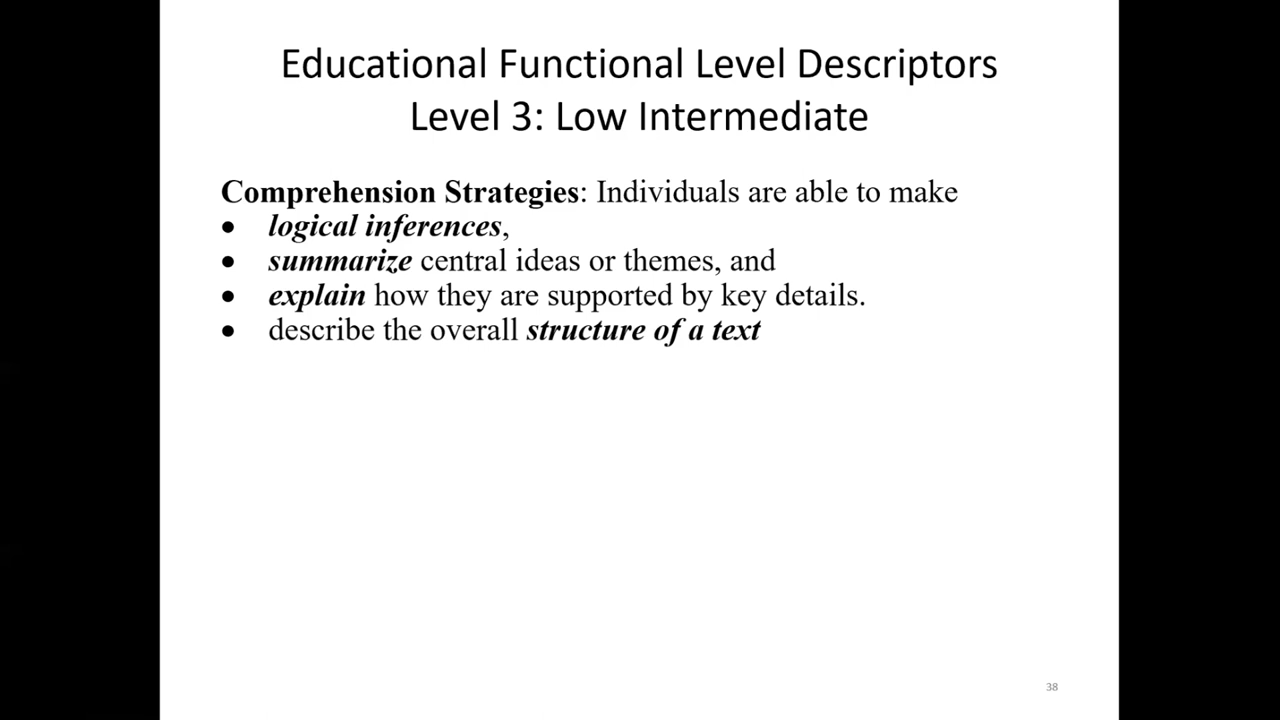 Educational Functional Level Descriptors
Level 3: Low Intermediate
Comprehension Strategies: Individuals are able to make
• logical inferences,
• summarize central ideas or themes, and
• explain how they are supported by key details.
• describe the overall structure of a text
38